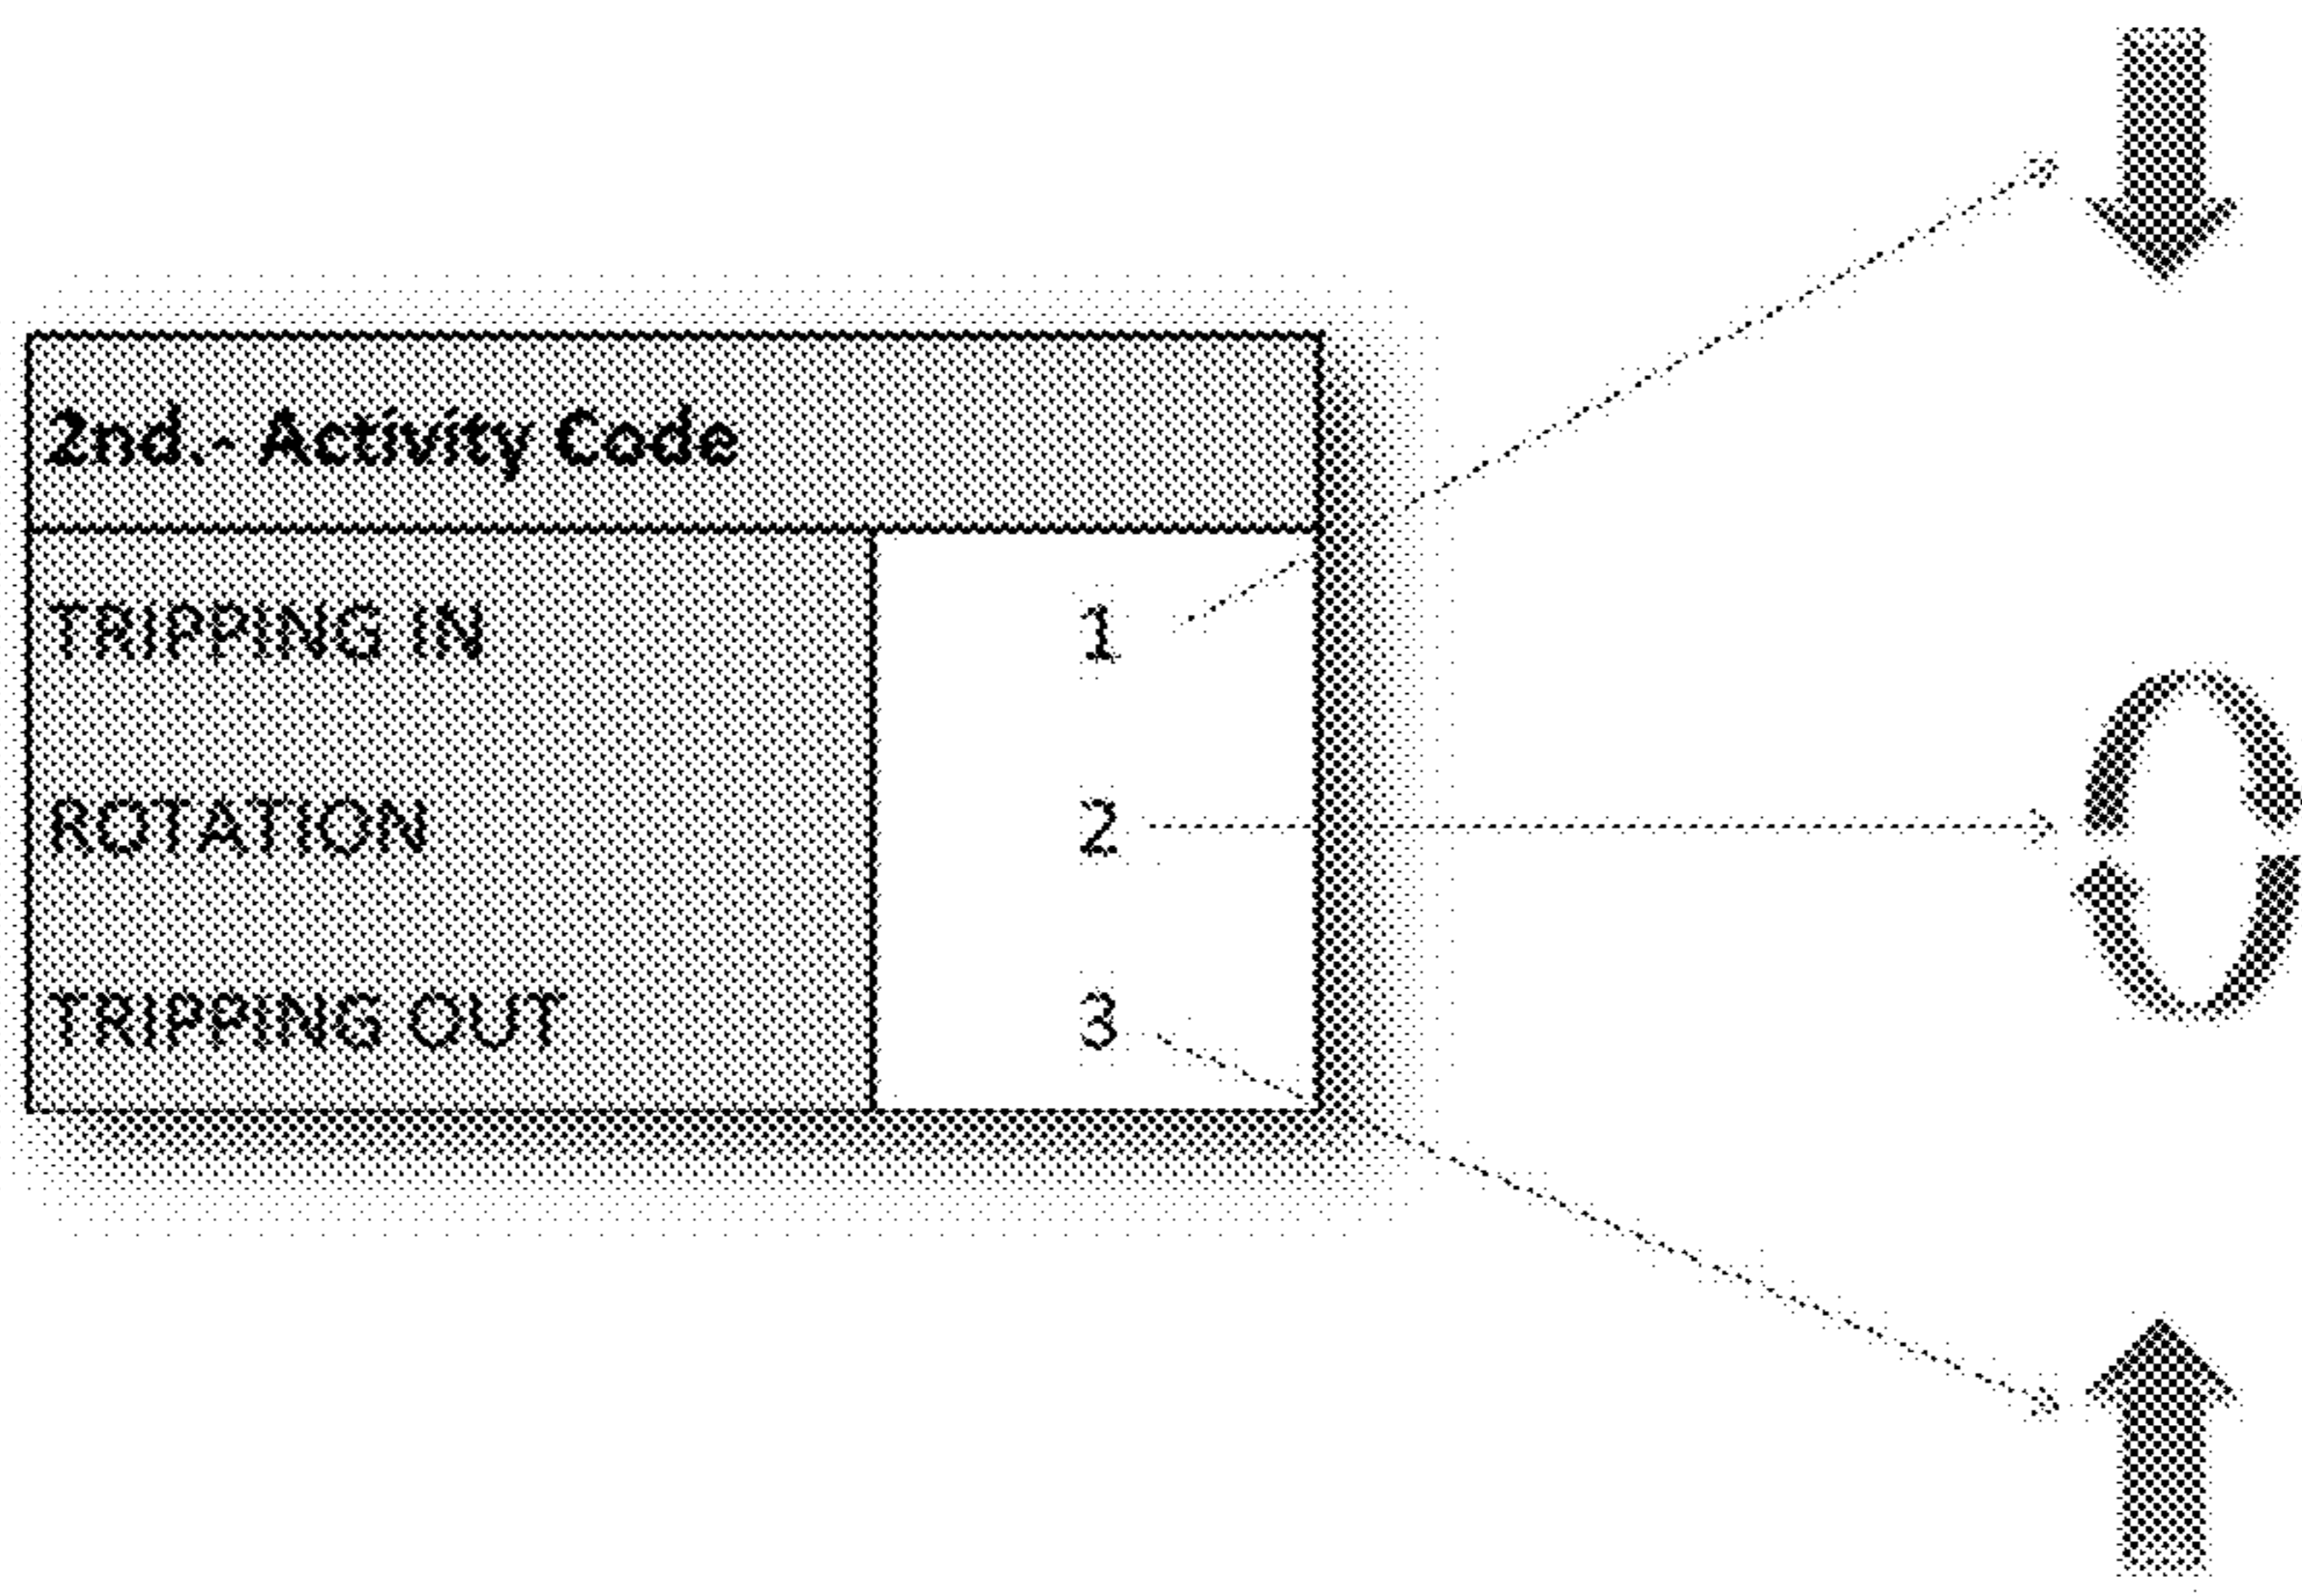 2nd.- Activity Code
TRIPPING IN 1
ROTATION 2
TRIPPING OUT 3